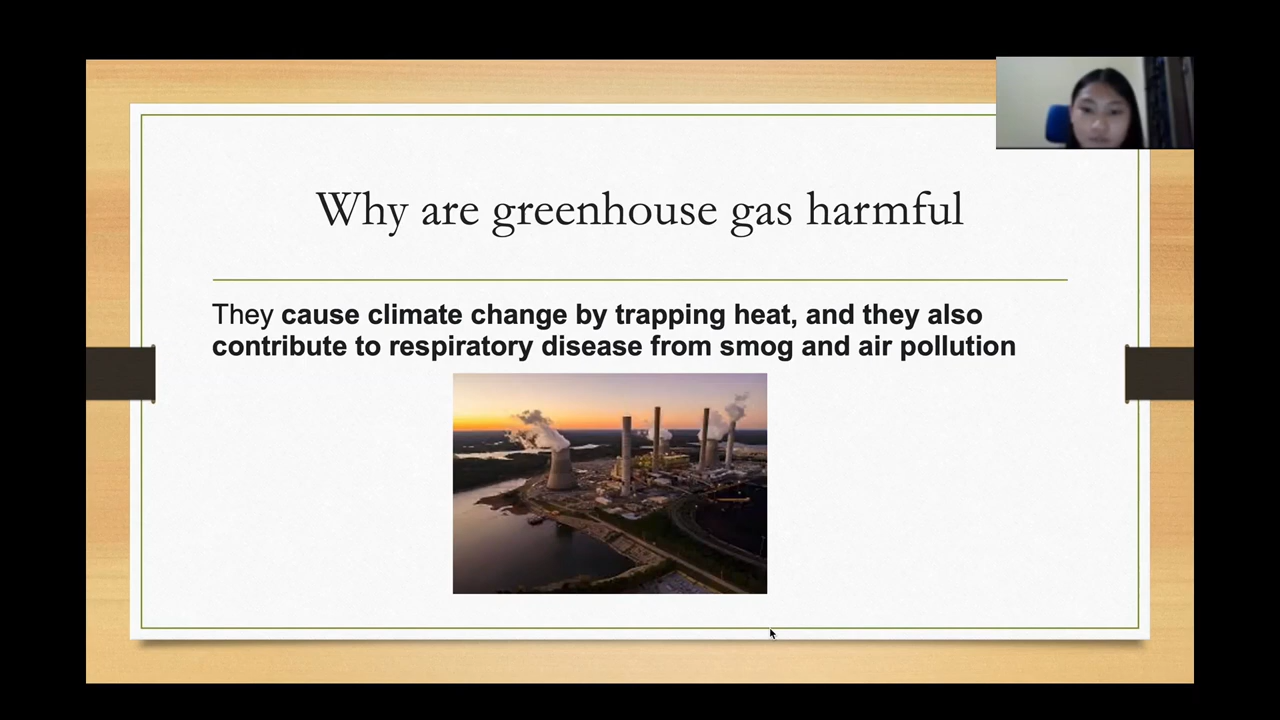 Why are greenhouse gas harmful
They cause climate change by trapping heat, and they also
contribute to respiratory disease from smog and air pollution